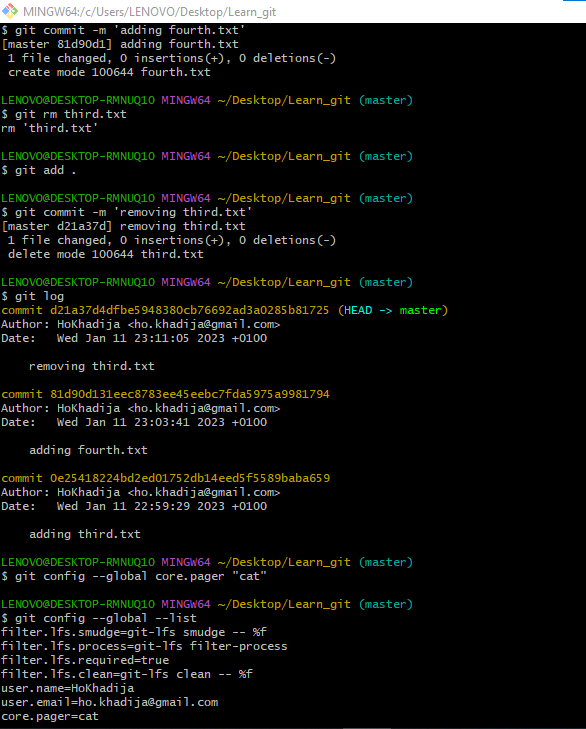 MINGW64:/c/Users/LENOVO/Desktop/Learn_git
$ git commit -m 'adding fourth.txt'
[master 81d90d1] adding fourth.txt
 1 file changed, 0 insertions(+), 0 deletions(-)
 create mode 100644 fourth.txt

LENOVO@DESKTOP-RMNUQ1O MINGW64 ~/Desktop/Learn_git (master)
$ git rm third.txt
rm 'third.txt'

LENOVO@DESKTOP-RMNUQ1O MINGW64 ~/Desktop/Learn_git (master)
$ git add .

LENOVO@DESKTOP-RMNUQ1O MINGW64 ~/Desktop/Learn_git (master)
$ git commit -m 'removing third.txt'
[master d21a37d] removing third.txt
 1 file changed, 0 insertions(+), 0 deletions(-)
 delete mode 100644 third.txt

LENOVO@DESKTOP-RMNUQ1O MINGW64 ~/Desktop/Learn_git (master)
$ git log
commit d21a37d4dfbe5948380cb76692ad3a0285b81725 (HEAD -> master)
Author: HoKhadija <ho.khadija@gmail.com>
Date:   Wed Jan 11 23:11:05 2023 +0100

    removing third.txt

commit 81d90d131eec8783ee45eebc7fda5975a9981794
Author: HoKhadija <ho.khadija@gmail.com>
Date:   Wed Jan 11 23:03:41 2023 +0100

    adding fourth.txt

commit 0e25418224bd2ed01752db14eed5f5589baba659
Author: HoKhadija <ho.khadija@gmail.com>
Date:   Wed Jan 11 22:59:29 2023 +0100

    adding third.txt

LENOVO@DESKTOP-RMNUQ1O MINGW64 ~/Desktop/Learn_git (master)
$ git config --global core.pager "cat"

LENOVO@DESKTOP-RMNUQ1O MINGW64 ~/Desktop/Learn_git (master)
$ git config --global --list
filter.lfs.smudge=git-lfs smudge -- %f
filter.lfs.process=git-lfs filter-process
filter.lfs.required=true
filter.lfs.clean=git-lfs clean -- %f
user.name=HoKhadija
user.email=ho.khadija@gmail.com
core.pager=cat